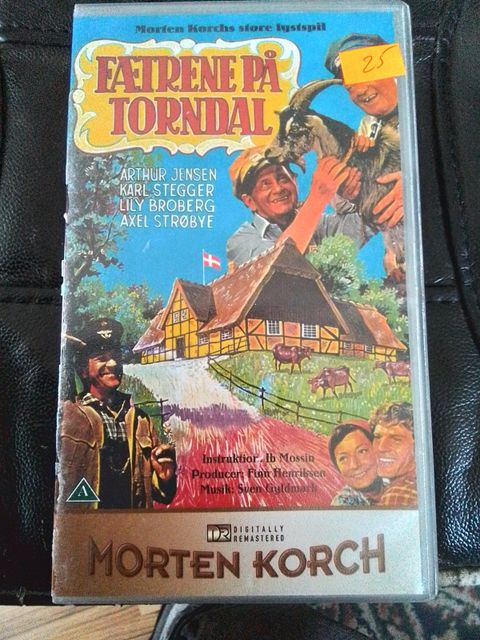 Morten Korchs store lystspil
FÆTRENE PÅ
TORNDAL
25
ARTHUR JENSEN
KARL STEGGER
LILY BROBERG
AXEL STRØBYE
Instruktion: Ib Mossin
Producer: Finn Henriksen
Musik: Sven Gyldmark
A
DR DIGITALLY
REMASTERED
MORTEN KORCH